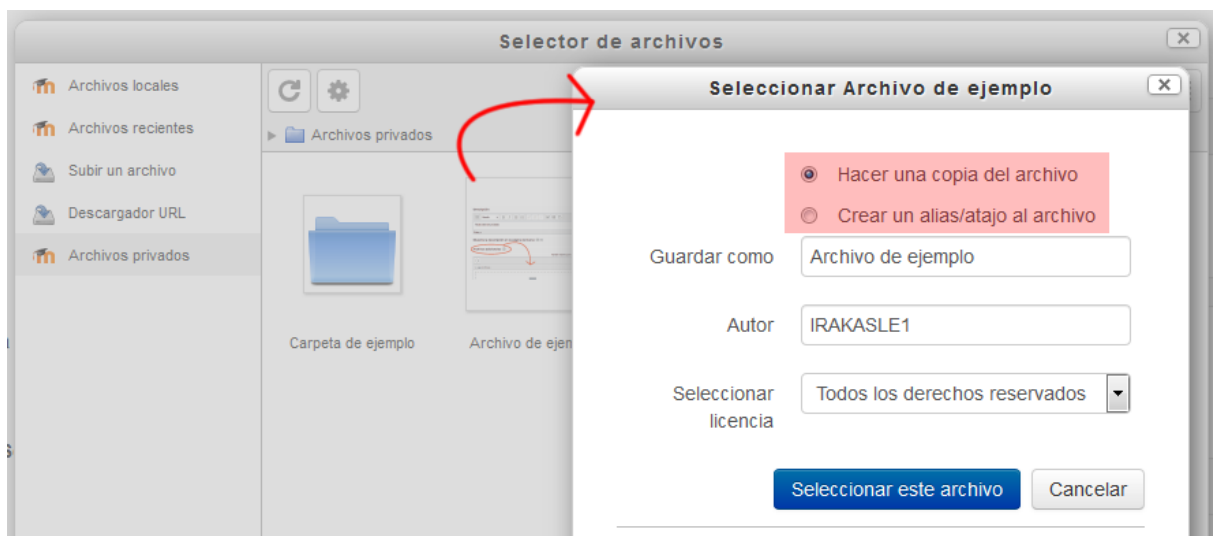 Selector de archivos
Archivos locales
Archivos recientes
Subir un archivo
Descargador URL
Archivos privados
Archivos privados
Carpeta de ejemplo
Archivo de ejen
Seleccionar Archivo de ejemplo
Hacer una copia del archivo
Crear un alias/atajo al archivo
Guardar como
Archivo de ejemplo
Autor
IRAKASLE1
Seleccionar
licencia
Todos los derechos reservados
Seleccionar este archivo
Cancelar